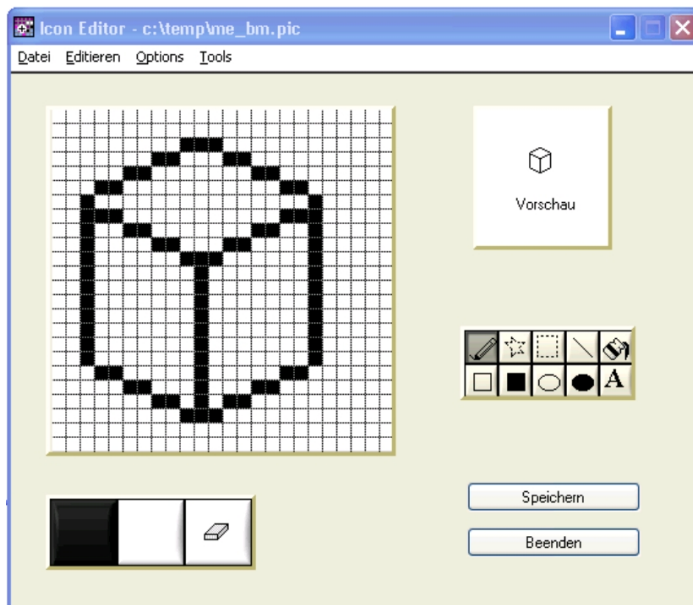 Icon Editor - c:\temp\me_bm.pic
Datei Editieren Options Tools
Vorschau
A
Speichern
Beenden